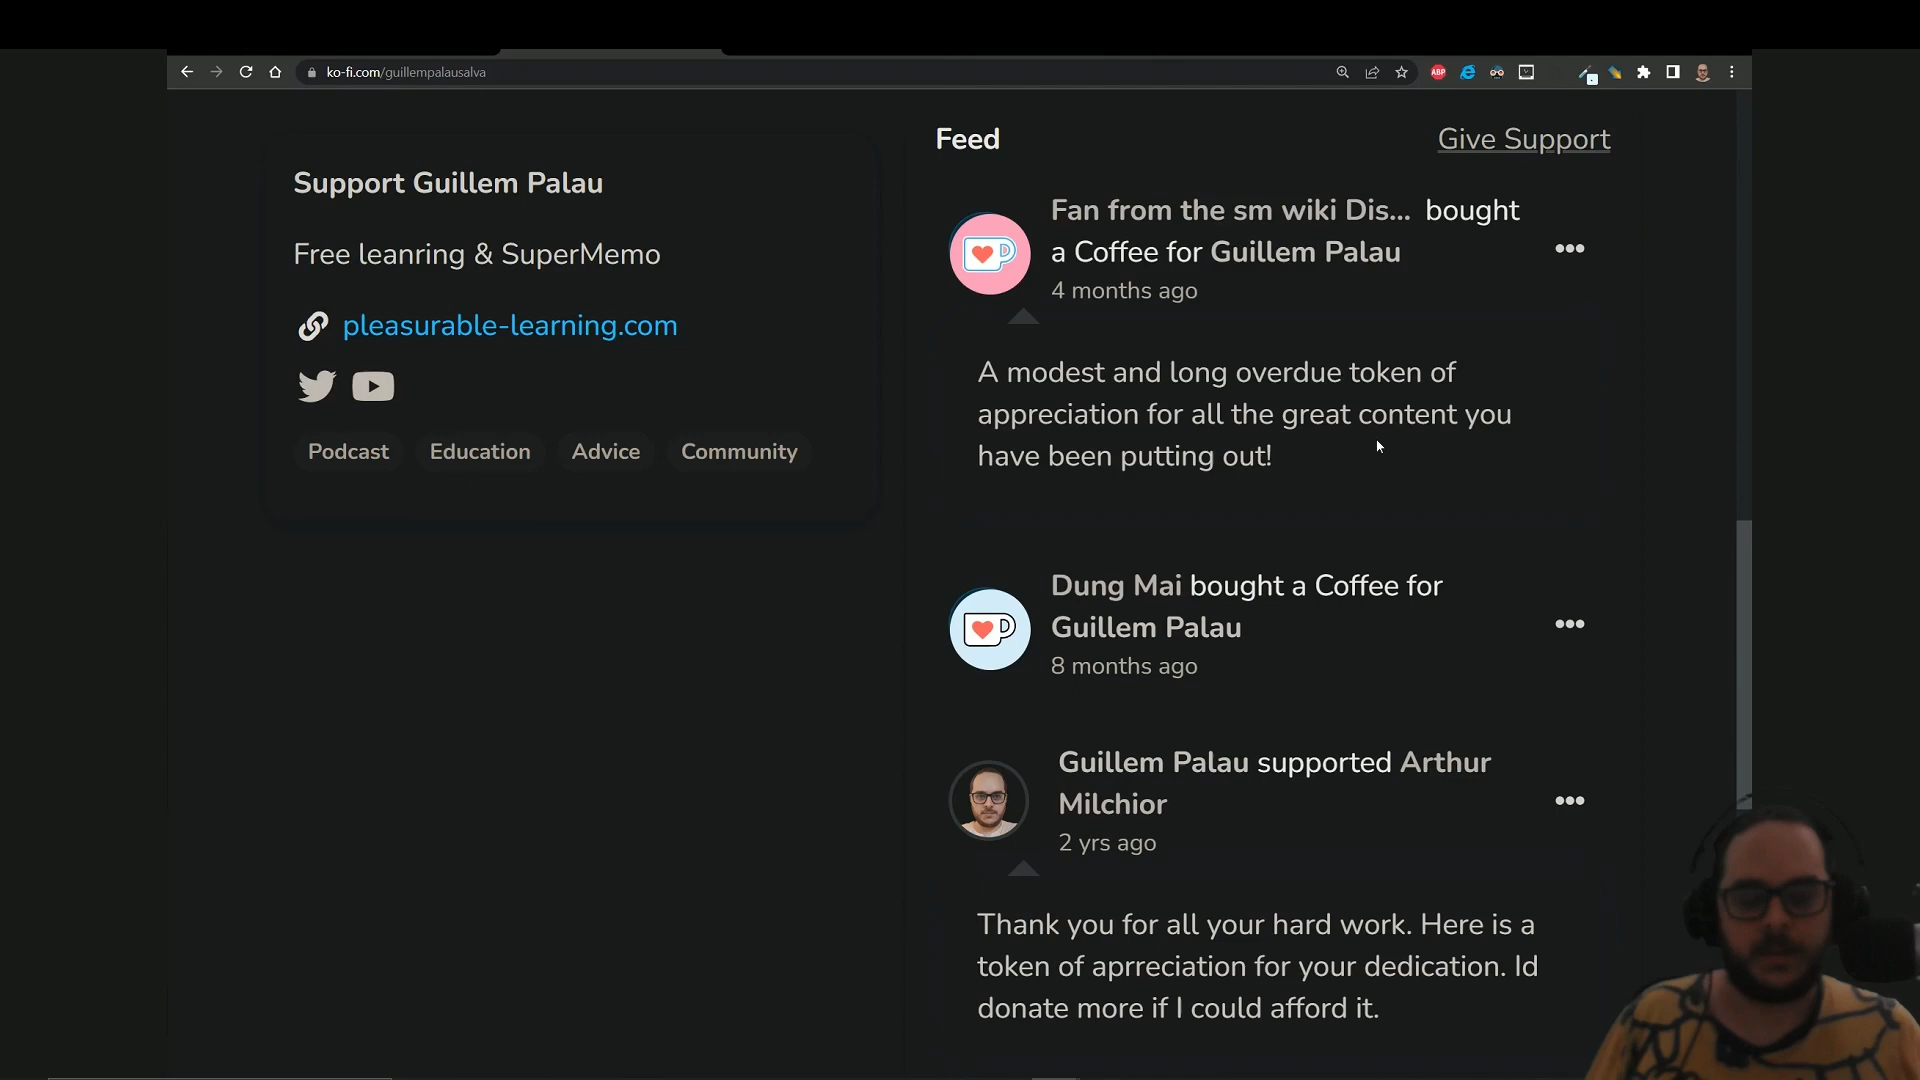 ko-fi.com/guillempalausalva
ABP
Support Guillem Palau
Free leanring & SuperMemo
pleasurable-learning.com
Podcast Education Advice Community
Feed
Give Support
Fan from the sm wiki Dis... bought
a Coffee for Guillem Palau
4 months ago
A modest and long overdue token of
appreciation for all the great content you
have been putting out!
Dung Mai bought a Coffee for
Guillem Palau
8 months ago
Guillem Palau supported Arthur
Milchior
2 yrs ago
Thank you for all your hard work. Here is a
token of aprreciation for your dedication. Id
donate more if I could afford it.